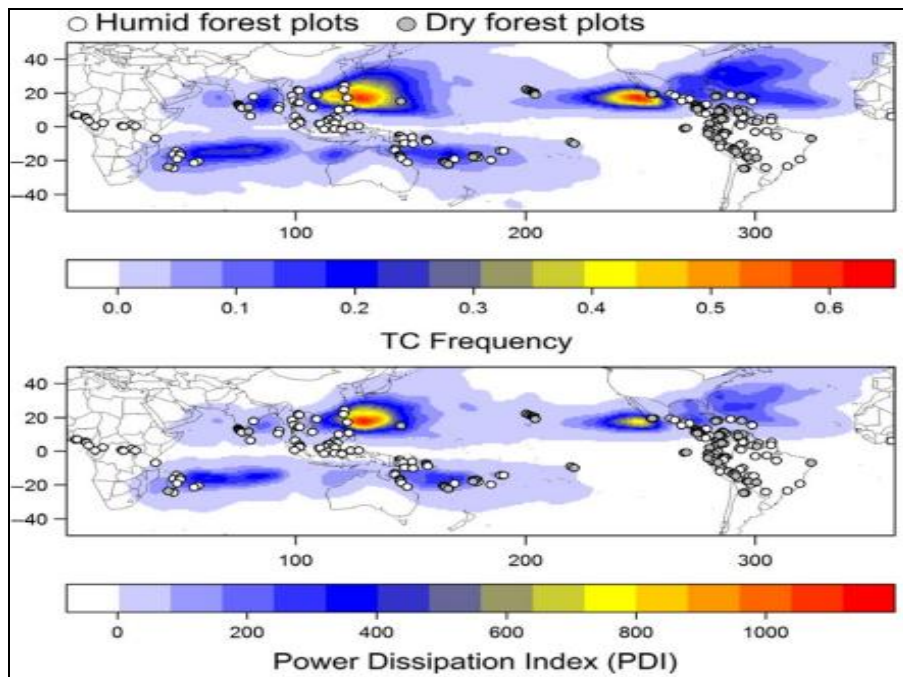 Humid forest plots Dry forest plots
40
20
0
−20
−40
100 200 300
0.0 0.1 0.2 0.3 0.4 0.5 0.6
TC Frequency
40
20
0
−20
−40
100 200 300
0 200 400 600 800 1000
Power Dissipation Index (PDI)